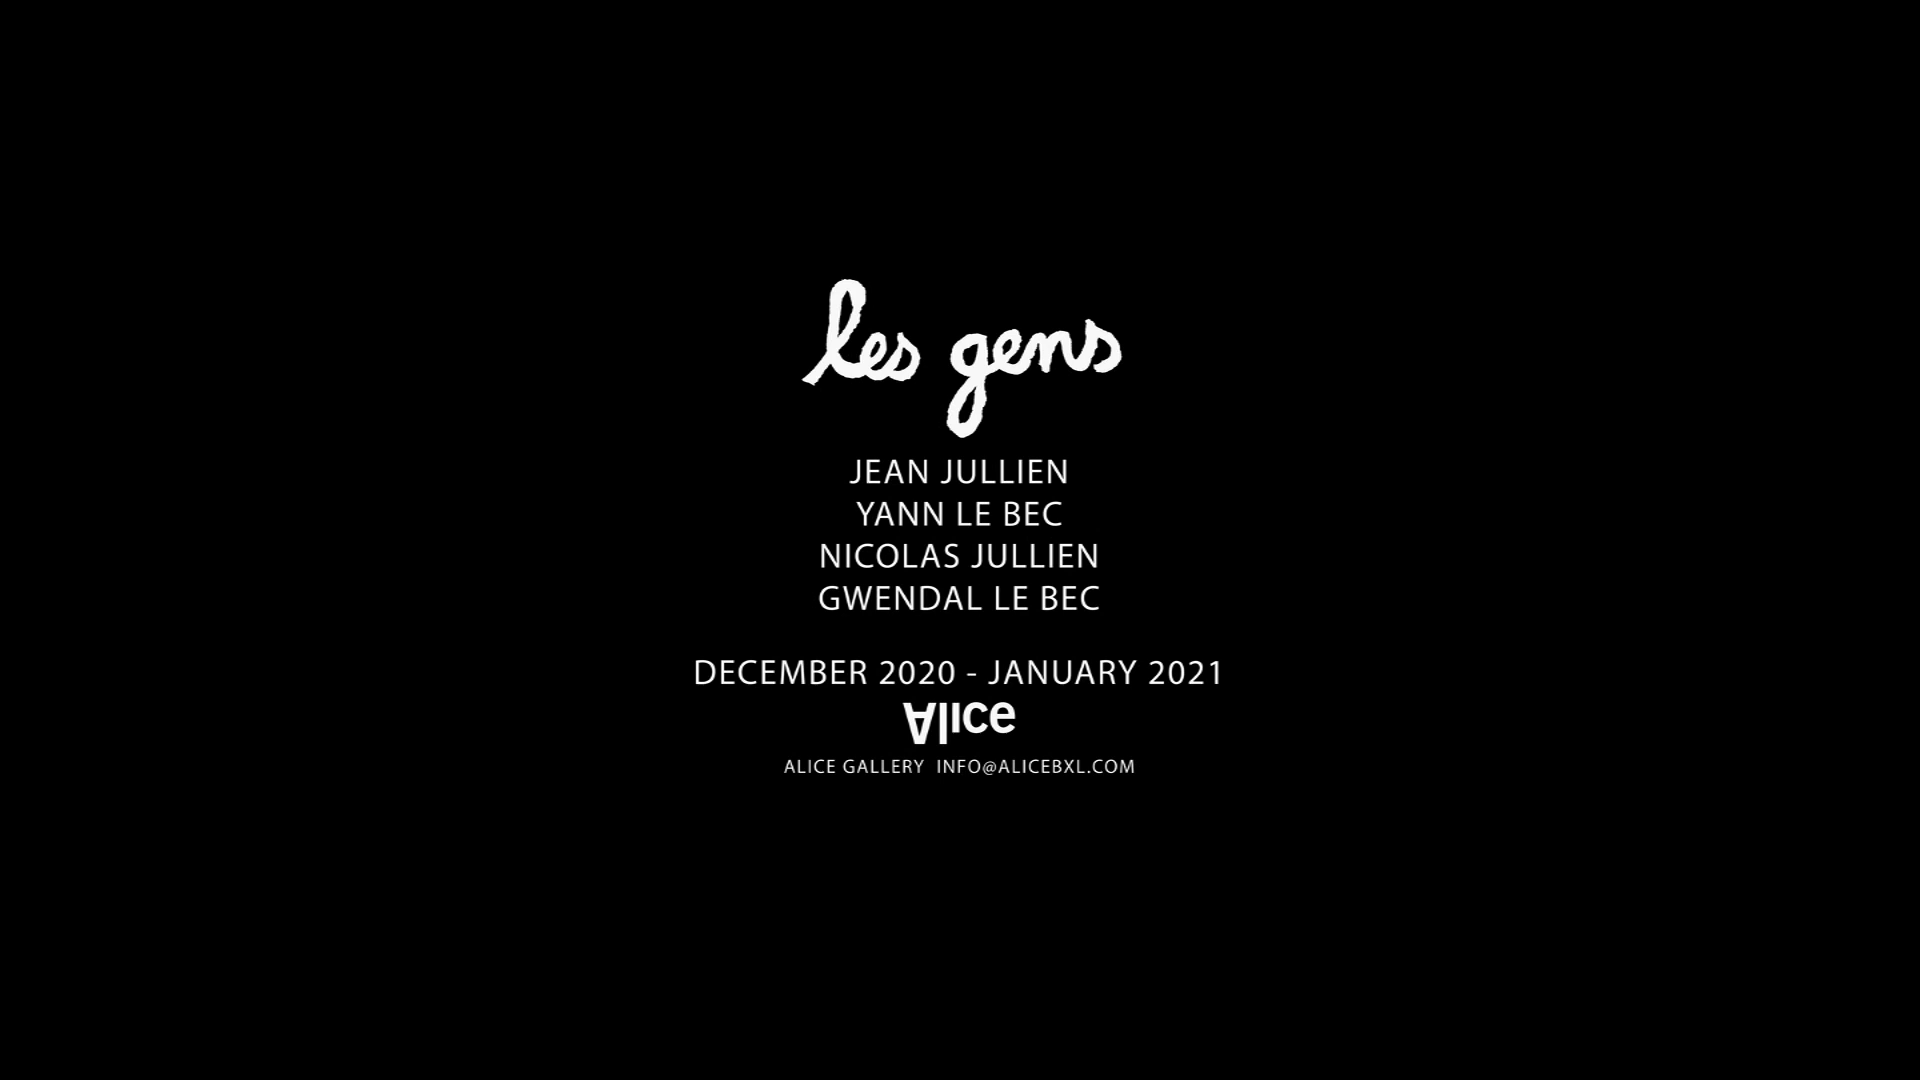 les gens
JEAN JULLIEN
YANN LE BEC
NICOLAS JULLIEN
GWENDAL LE BEC
DECEMBER 2020 - JANUARY 2021
Alice
ALICE GALLERY INFO@ALICEBXL.COM